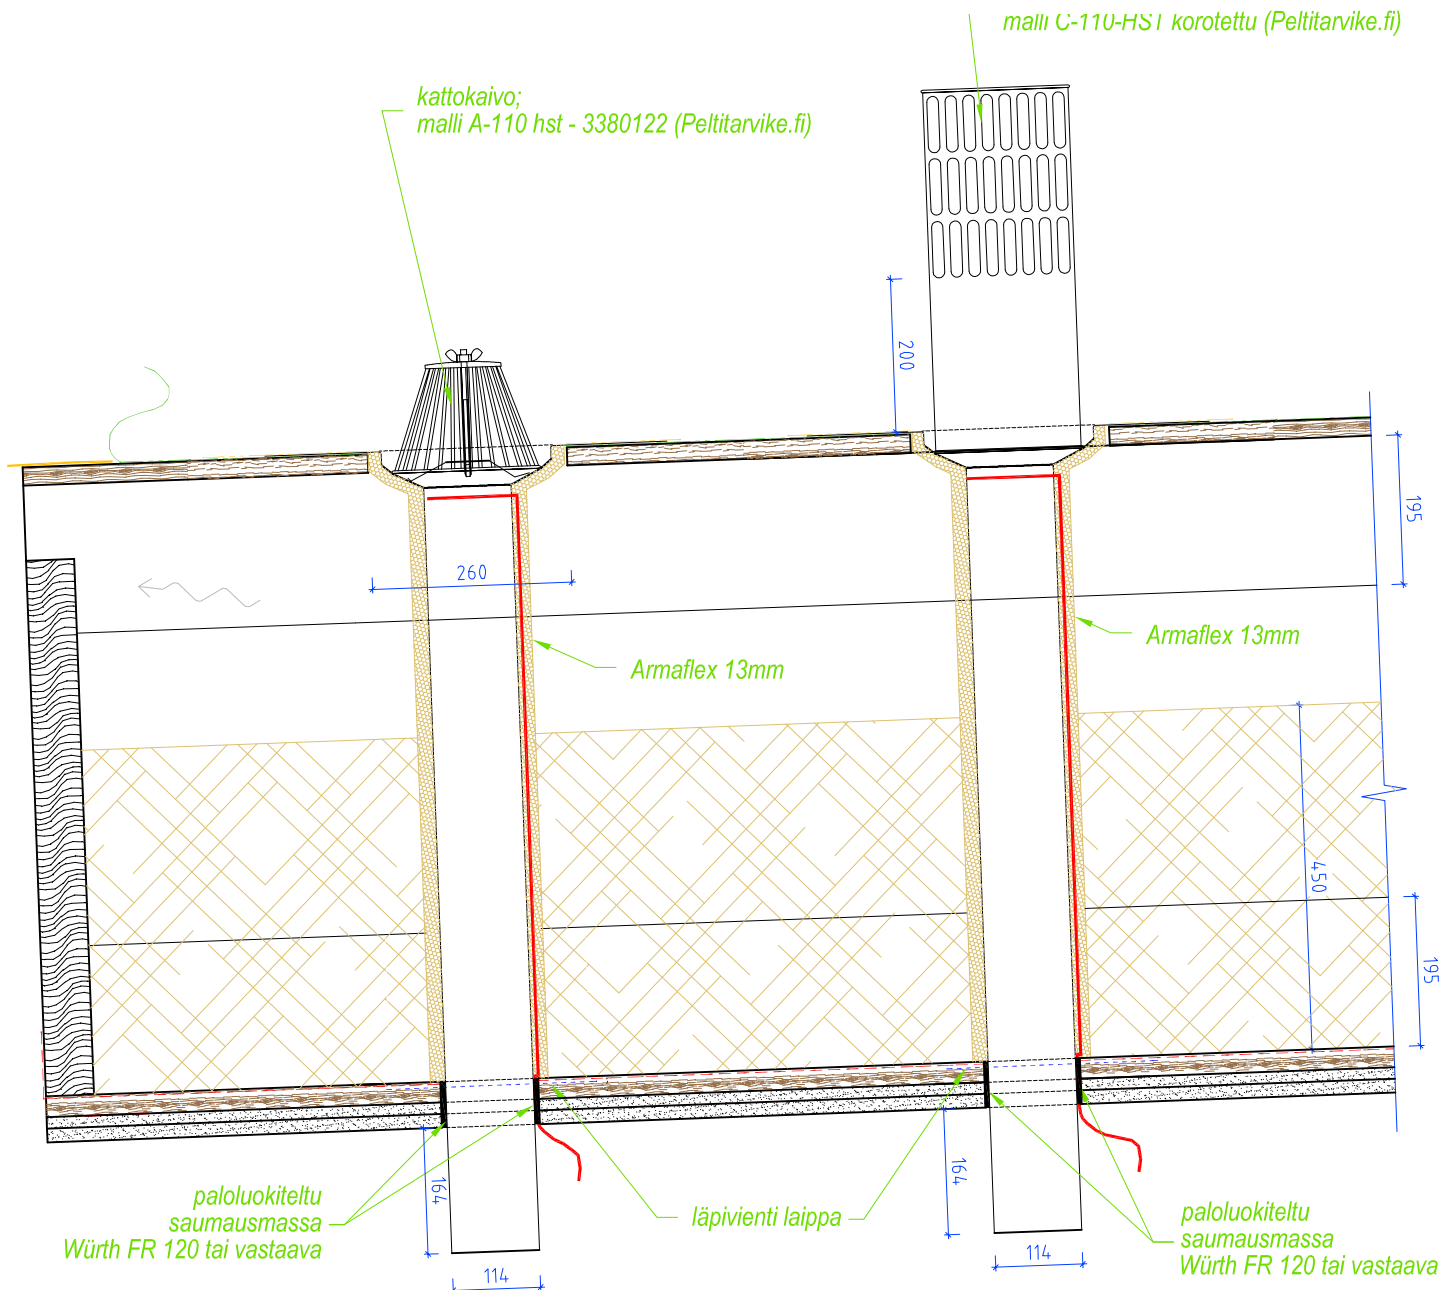 malli C-110-HST korotettu (Peltitarvike.fi)
kattokaivo;
malli A-110 hst - 3380122 (Peltitarvike.fi)
200
195
260
Armaflex 13mm
Armaflex 13mm
450
195
164
164
paloluokiteltu
saumausmassa
Würth FR 120 tai vastaava
läpivienti laippa
paloluokiteltu
saumausmassa
Würth FR 120 tai vastaava
114
114